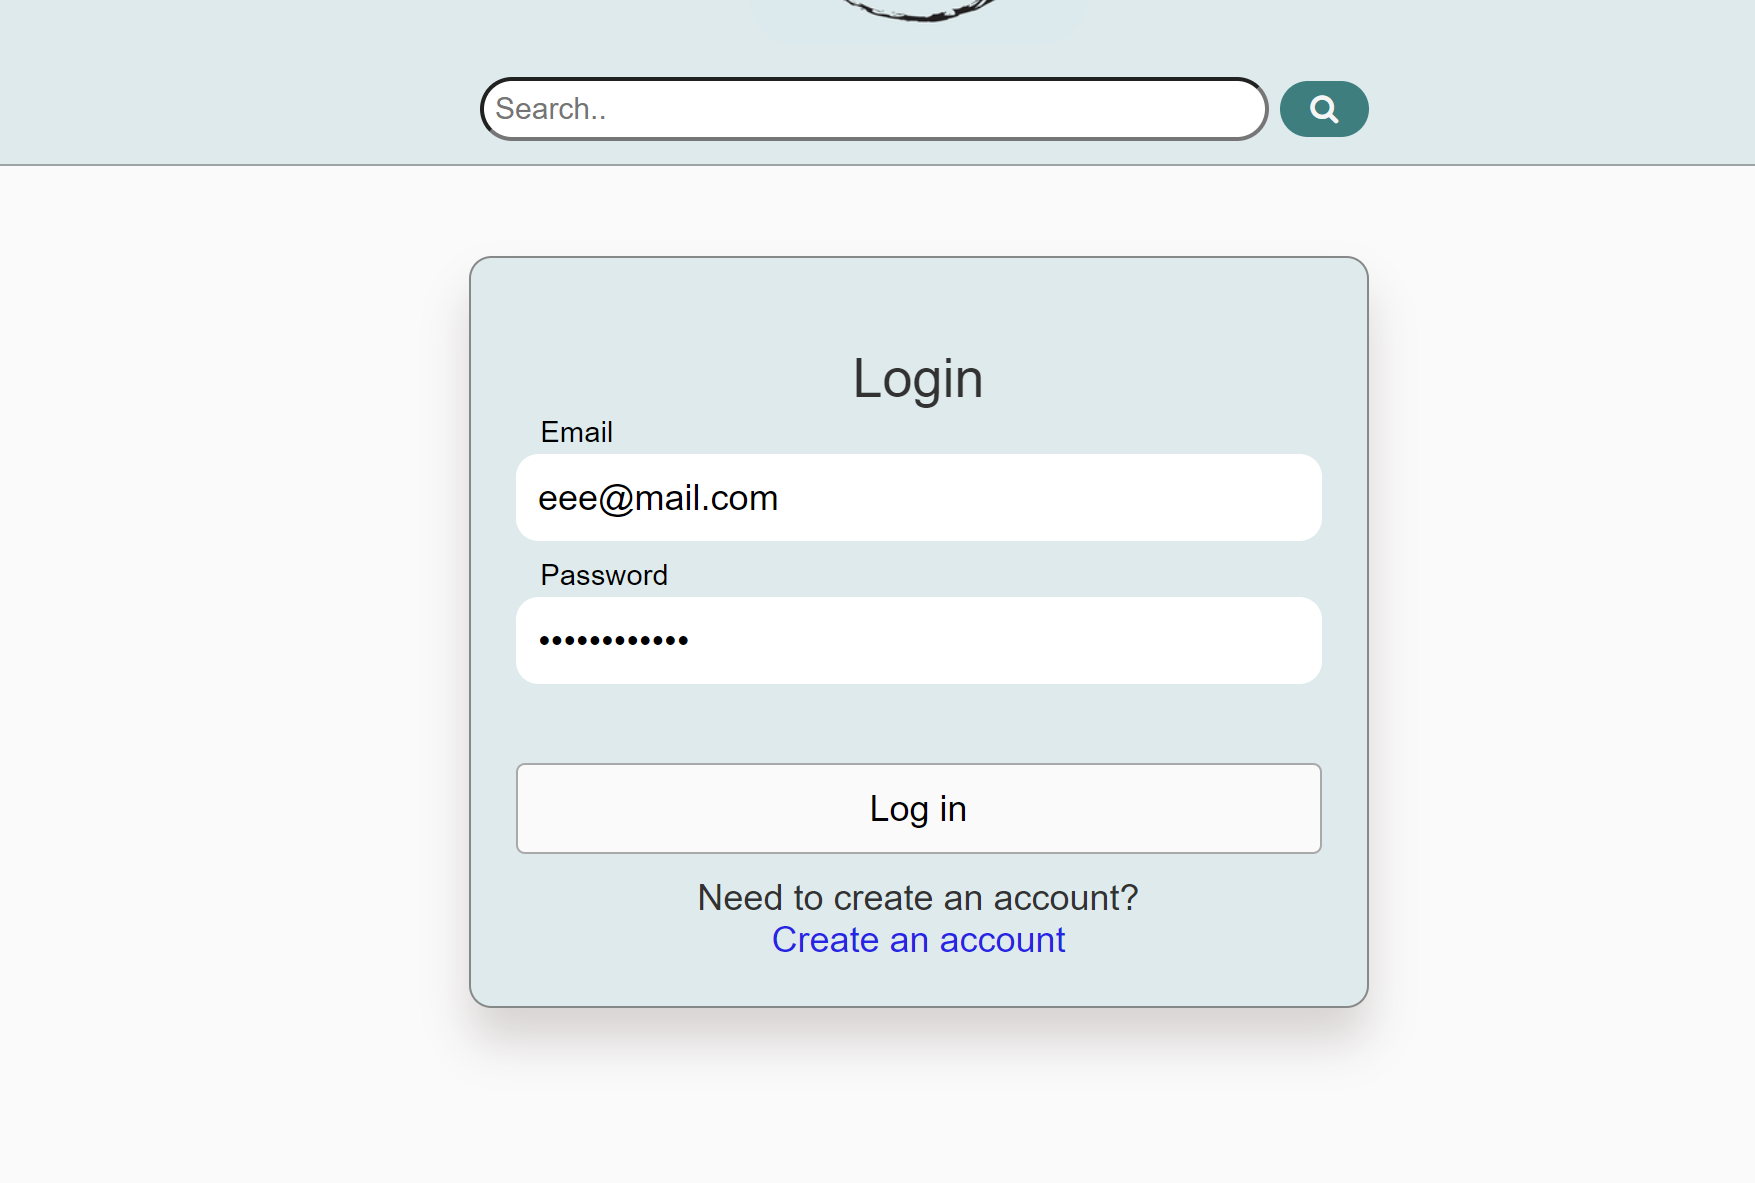 Search..
Login
Email
eee@mail.com
Password
••••••••••••
Log in
Need to create an account?
Create an account